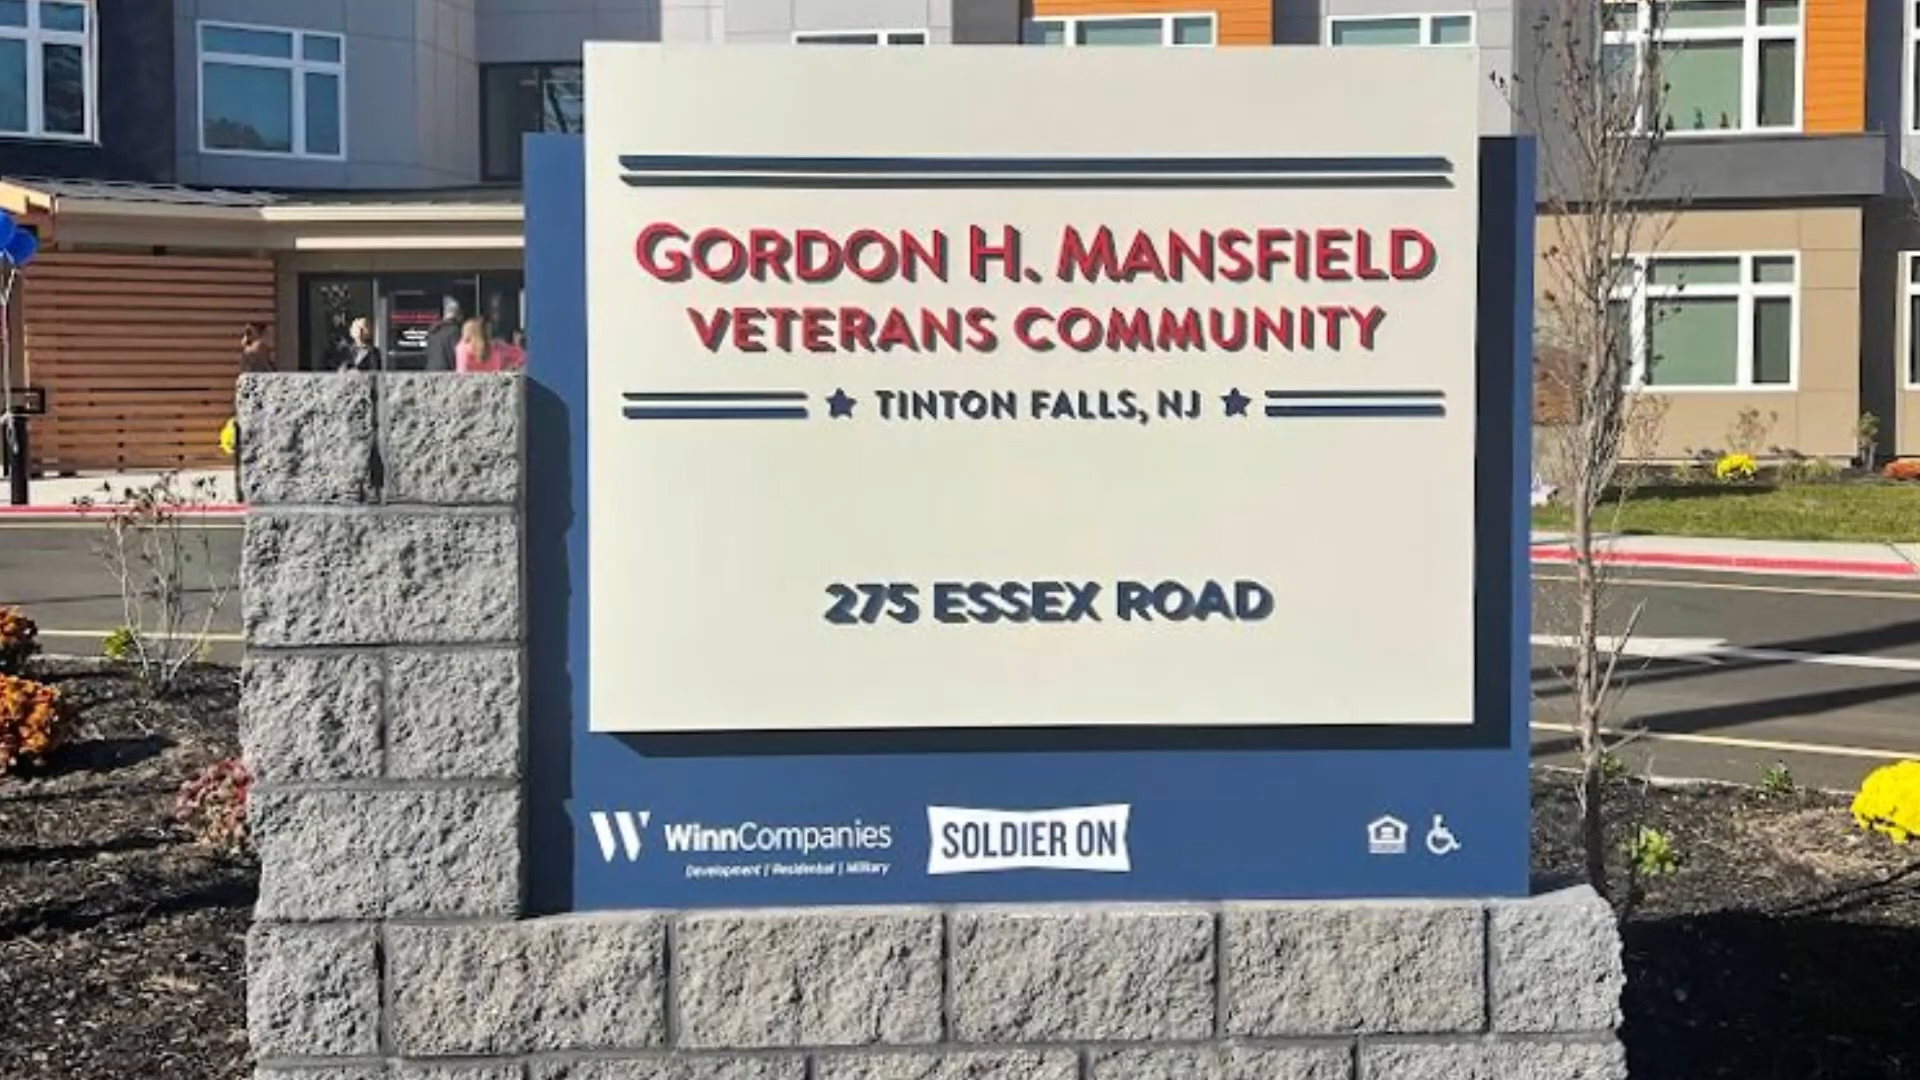 GORDON H. MANSFIELD
VETERANS COMMUNITY
TINTON FALLS, NJ
275 ESSEX ROAD
WinnCompanies
Development | Residential | Military
SOLDIER ON